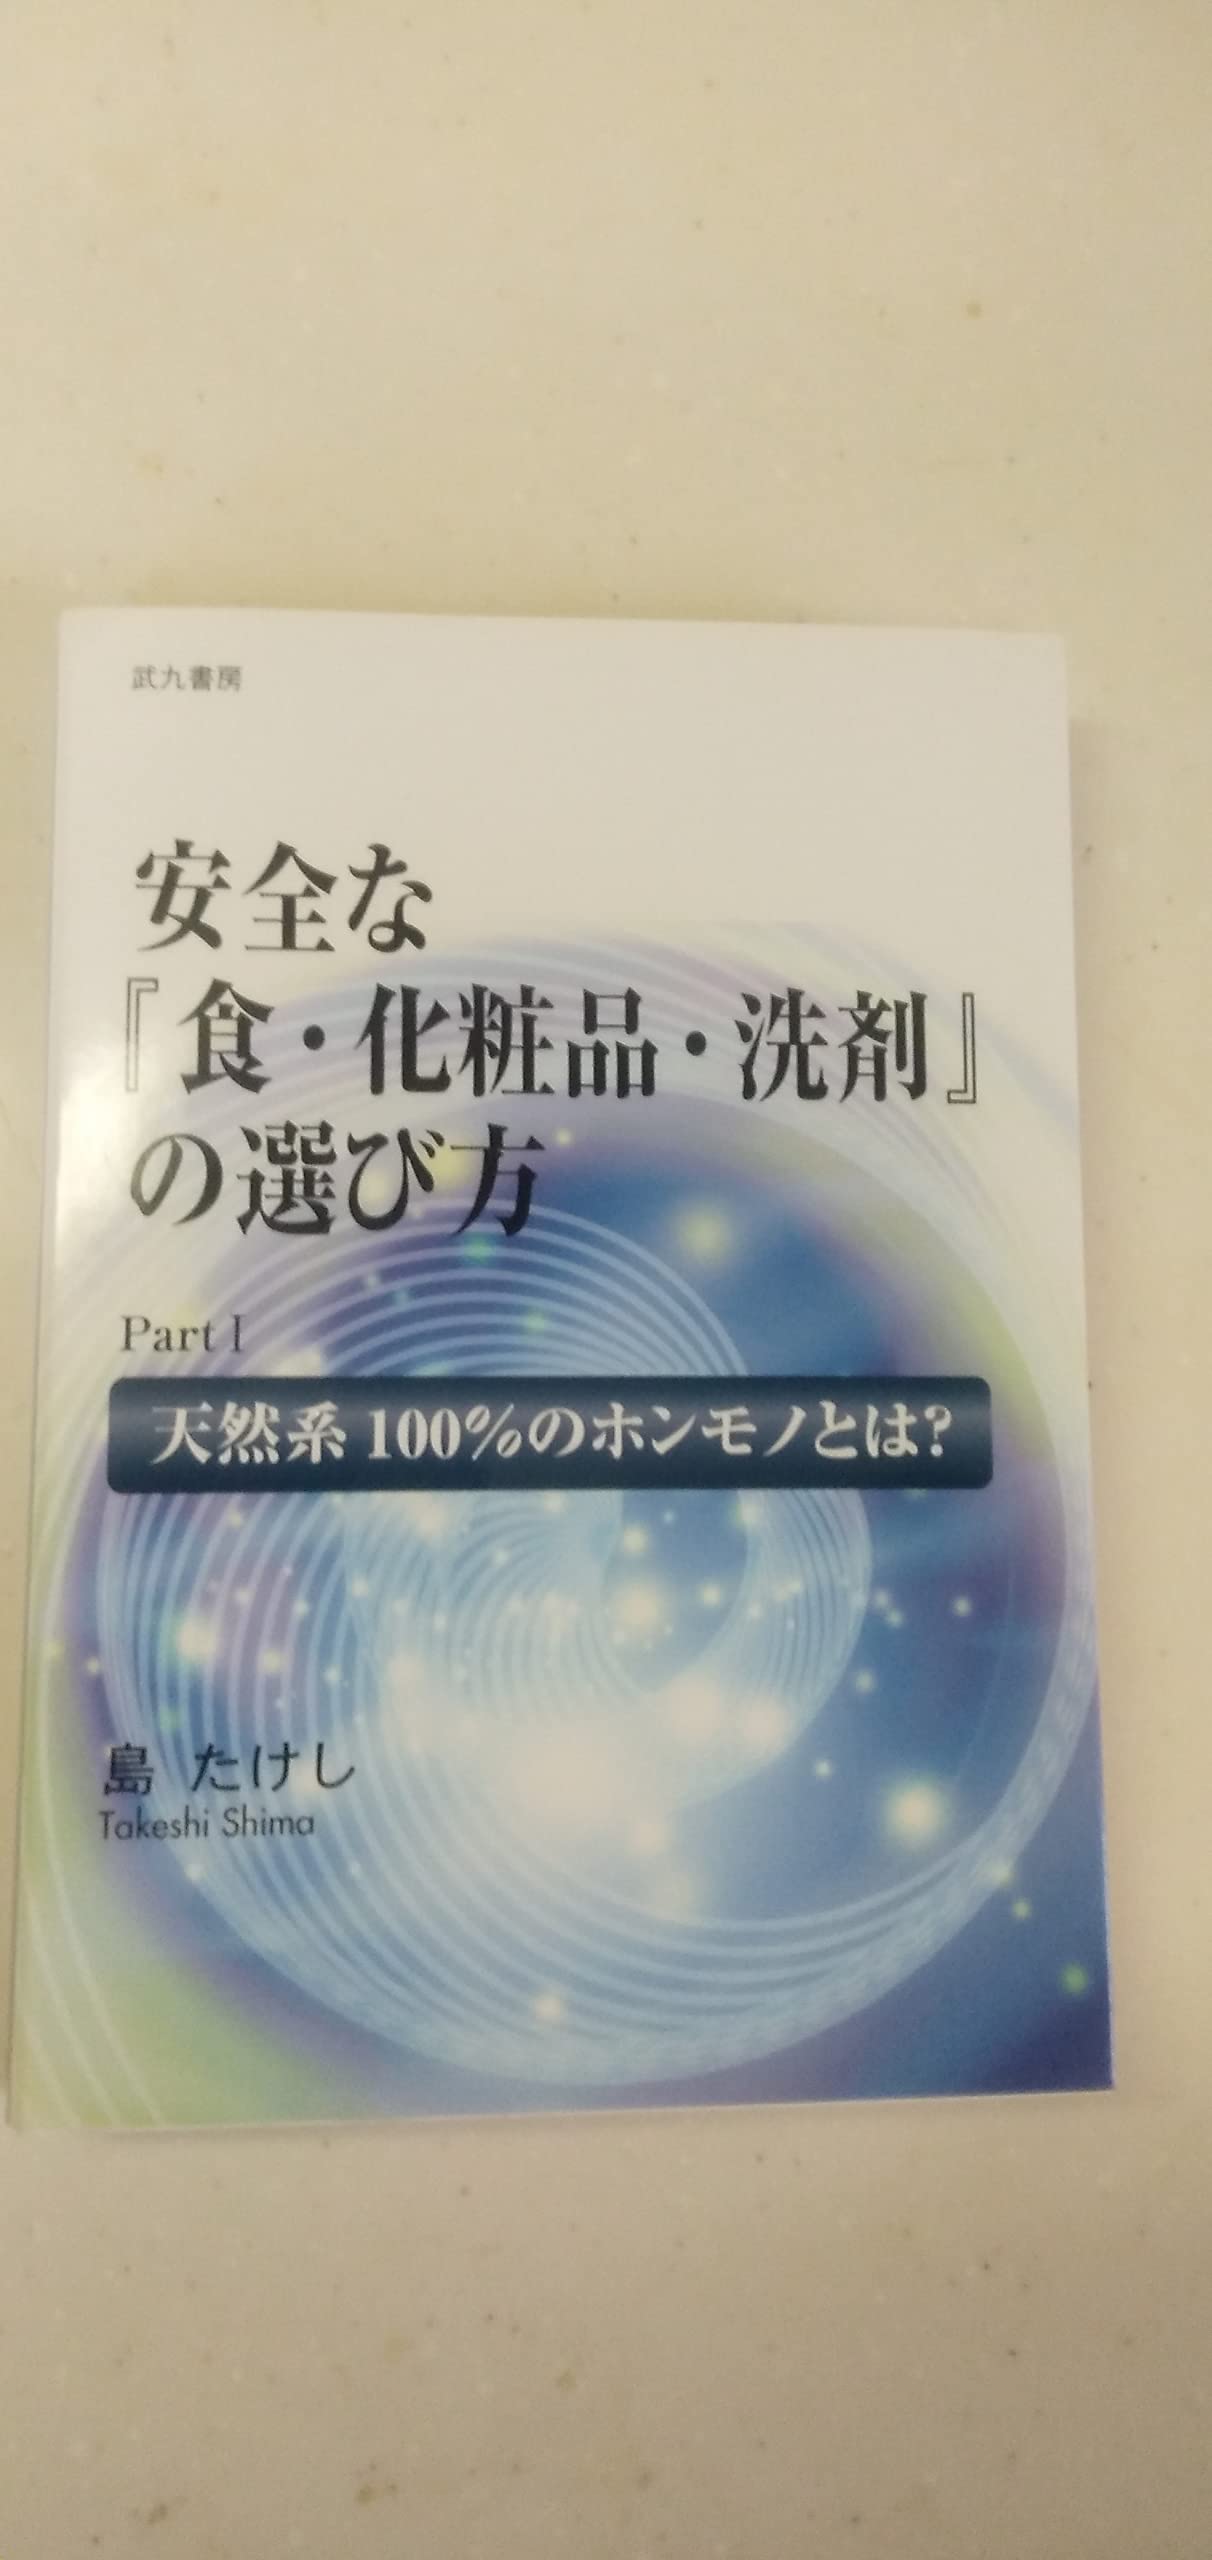 武九書房
安全な
『食・化粧品・洗剤』
の選び方
Part I
天然系100%のホンモノとは?
島 たけし
Takeshi Shima